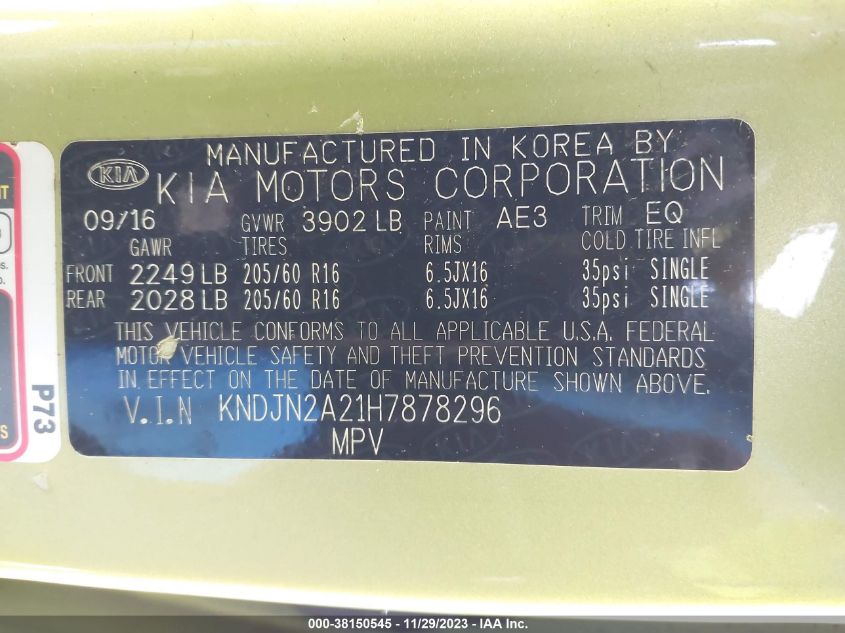 MANUFACTURED IN KOREA BY
KIA KIA MOTORS CORPORATION
09/16 GVWR 3902 LB PAINT AE3 TRIM EQ
GAWR TIRES RIMS COLD TIRE INFL
FRONT 2249 LB 205/60 R16 6.5JX16 35psi SINGLE
REAR 2028 LB 205/60 R16 6.5JX16 35psi SINGLE
THIS VEHICLE CONFORMS TO ALL APPLICABLE U.S.A. FEDERAL
MOTOR VEHICLE SAFETY AND THEFT PREVENTION STANDARDS
IN EFFECT ON THE DATE OF MANUFACTURE SHOWN ABOVE.
V.I.N KNDJN2A21H7878296
MPV
P73
000-38150545 - 11/29/2023 - IAA Inc.